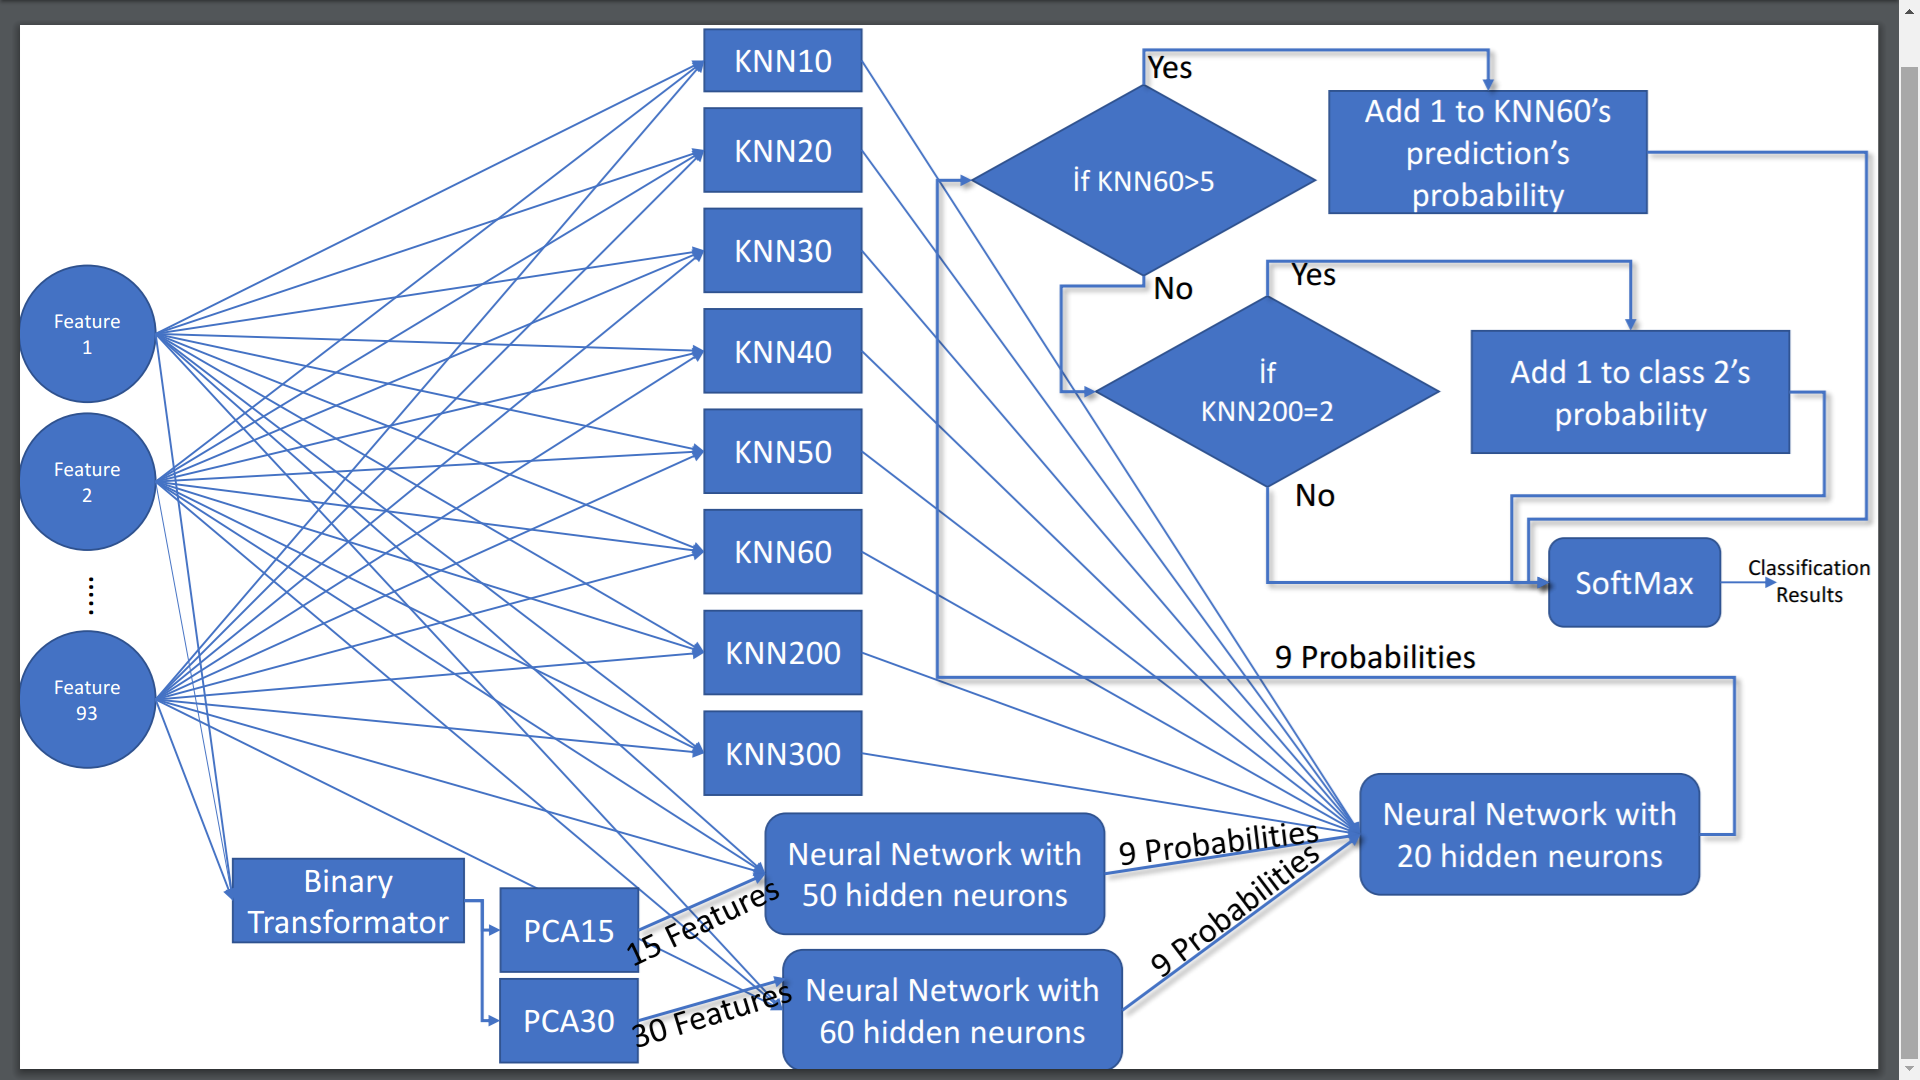 Feature
1
Feature
2
......
Feature
93
KNN10
KNN20
KNN30
KNN40
KNN50
KNN60
KNN200
KNN300
Binary
Transformator
PCA15
PCA30
15 Features
30 Features
Neural Network with
50 hidden neurons
Neural Network with
60 hidden neurons
9 Probabilities
9 Probabilities
Neural Network with
20 hidden neurons
9 Probabilities
İf KNN60>5
Yes
No
Add 1 to KNN60’s
prediction’s
probability
İf
KNN200=2
Yes
No
Add 1 to class 2’s
probability
SoftMax
Classification
Results